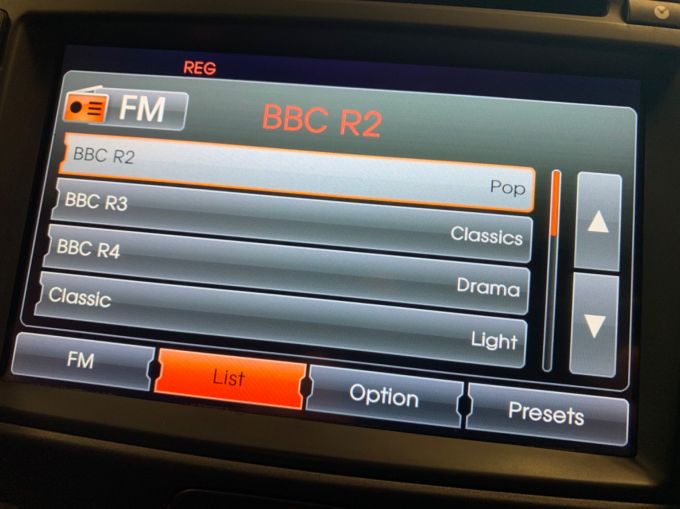 REG
FM
BBC R2
BBC R2 Pop
BBC R3 Classics
BBC R4 Drama
Classic Light
FM List Option Presets